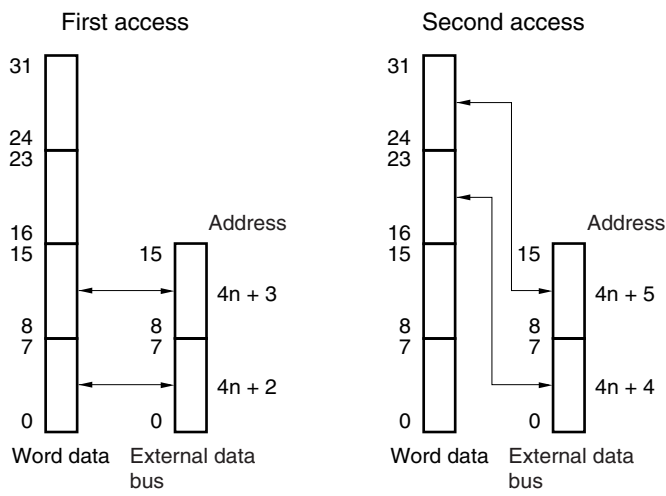 First access
31
24
23
16
15
8
7
0
Address
15
8
7
0
4n + 3
4n + 2
Word data
External data
bus
Second access
31
24
23
16
15
8
7
0
Address
15
8
7
0
4n + 5
4n + 4
Word data
External data
bus